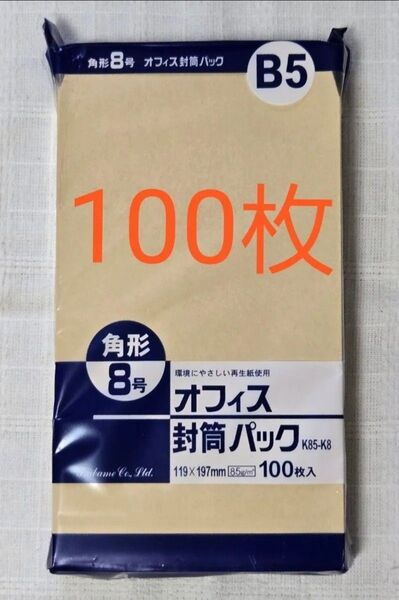 角形8号 オフィス封筒パック
B5
100枚
角形
8号
環境にやさしい再生紙使用
オフィス
封筒パック K85-K8
119×197mm 85g/m² 100枚入
Co., Ltd.